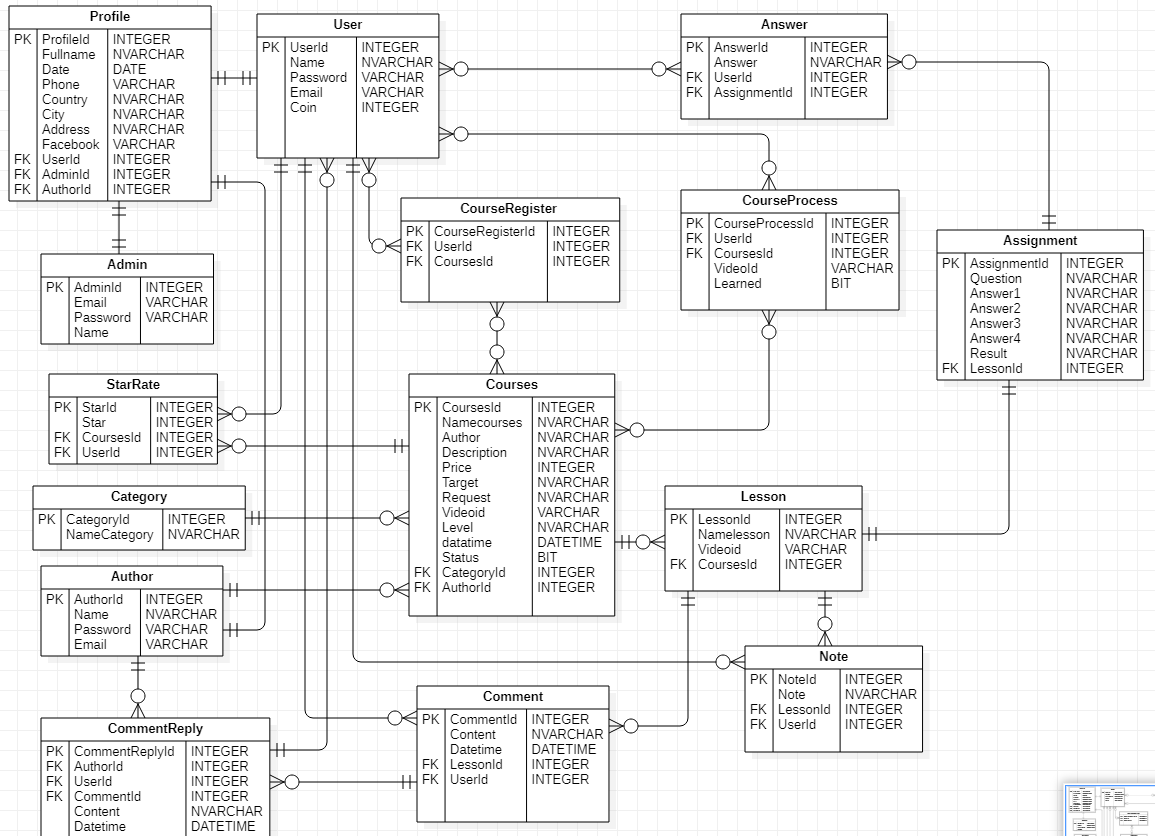 Profile
PK ProfileId INTEGER
Fullname NVARCHAR
Date DATE
Phone VARCHAR
Country NVARCHAR
City NVARCHAR
Address NVARCHAR
Facebook VARCHAR
FK UserId INTEGER
FK AdminId INTEGER
FK AuthorId INTEGER
User
PK UserId INTEGER
Name NVARCHAR
Password VARCHAR
Email VARCHAR
Coin INTEGER
Answer
PK AnswerId INTEGER
Answer NVARCHAR
FK UserId INTEGER
FK AssignmentId INTEGER
CourseRegister
PK CourseRegisterId INTEGER
FK UserId INTEGER
FK CoursesId INTEGER
CourseProcess
PK CourseProcessId INTEGER
FK UserId INTEGER
FK CoursesId INTEGER
VideoId VARCHAR
Learned BIT
Assignment
PK AssignmentId INTEGER
Question NVARCHAR
Answer1 NVARCHAR
Answer2 NVARCHAR
Answer3 NVARCHAR
Answer4 NVARCHAR
Result NVARCHAR
FK LessonId INTEGER
Admin
PK AdminId INTEGER
Email VARCHAR
Password VARCHAR
Name
StarRate
PK StarId INTEGER
Star INTEGER
FK CoursesId INTEGER
FK UserId INTEGER
Courses
PK CoursesId INTEGER
Namecourses NVARCHAR
Author NVARCHAR
Description NVARCHAR
Price INTEGER
Target NVARCHAR
Request NVARCHAR
Videoid VARCHAR
Level NVARCHAR
datatime DATETIME
Status BIT
FK CategoryId INTEGER
FK AuthorId INTEGER
Category
PK CategoryId INTEGER
NameCategory NVARCHAR
Lesson
PK LessonId INTEGER
Namelesson NVARCHAR
Videoid VARCHAR
FK CoursesId INTEGER
Author
PK AuthorId INTEGER
Name NVARCHAR
Password VARCHAR
Email VARCHAR
Note
PK NoteId INTEGER
Note NVARCHAR
FK LessonId INTEGER
FK UserId INTEGER
Comment
PK CommentId INTEGER
Content NVARCHAR
Datetime DATETIME
FK LessonId INTEGER
FK UserId INTEGER
CommentReply
PK CommentReplyId INTEGER
FK AuthorId INTEGER
FK UserId INTEGER
FK CommentId INTEGER
Content NVARCHAR
Datetime DATETIME